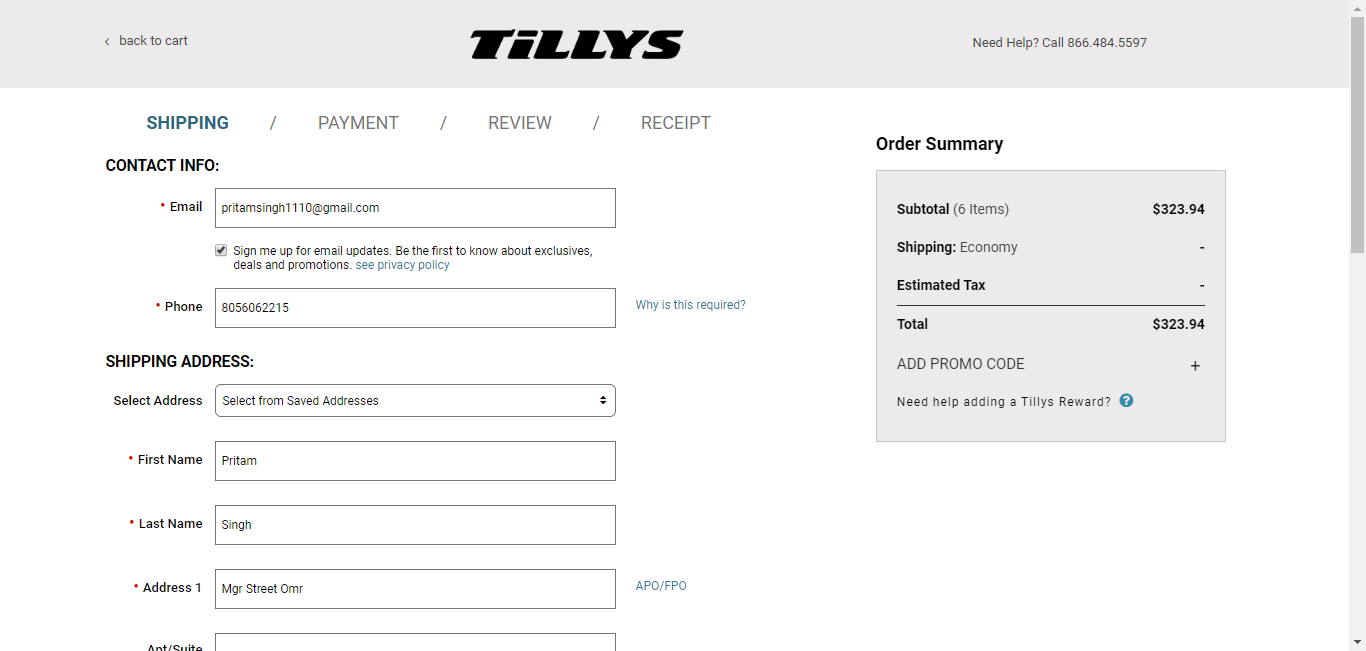 back to cart
TiLLYS
Need Help? Call 866.484.5597
SHIPPING / PAYMENT / REVIEW / RECEIPT
CONTACT INFO:
• Email pritamsingh1110@gmail.com
Sign me up for email updates. Be the first to know about exclusives,
deals and promotions. see privacy policy
• Phone 8056062215 Why is this required?
SHIPPING ADDRESS:
Select Address Select from Saved Addresses
• First Name Pritam
• Last Name Singh
• Address 1 Mgr Street Omr APO/FPO
Apt/Suite
Order Summary
Subtotal (6 Items) $323.94
Shipping: Economy -
Estimated Tax -
Total $323.94
ADD PROMO CODE +
Need help adding a Tillys Reward? ?